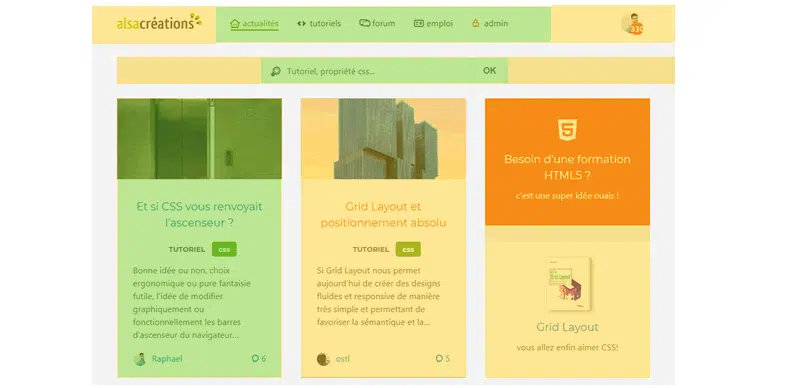 alsacréations
actualités
tutoriels
forum
emploi
admin
330
Tutoriel, propriété css...
OK
Et si CSS vous renvoyait
l'ascenseur ?
TUTORIEL
css
Bonne idée ou non, choix
ergonomique ou pure fantaisie
futile, l'idée de modifier
graphiquement ou
fonctionnellement les barres
d'ascenseur du navigateur...
Raphael
6
Grid Layout et
positionnement absolu
TUTORIEL
css
Si Grid Layout nous permet
aujourd'hui de créer des designs
fluides et responsive de manière
très simple et permettant de
favoriser la sémantique et la...
ostl
5
Besoin d'une formation
HTML5 ?
c'est une super idée ouais !
Grid Layout
Grid Layout
vous allez enfin aimer CSS!